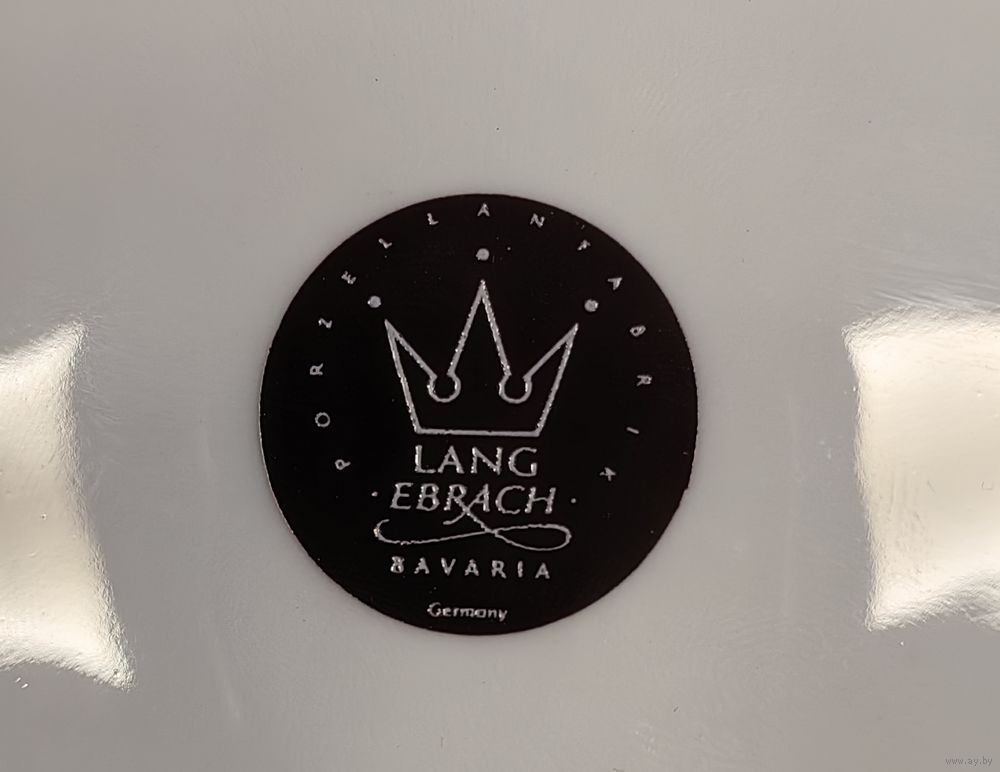 PORZELLANFABRIK
LANG
·EBRACH·
BAVARIA
Germany
www.ay.by